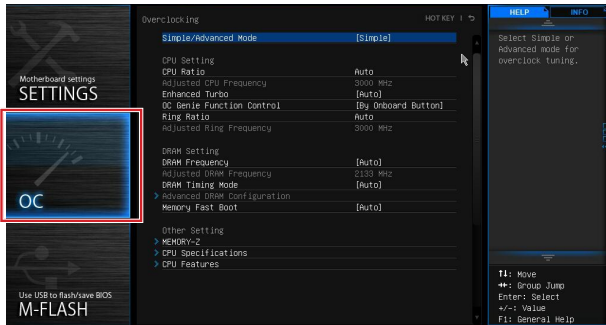 Overclocking HOT KEY
HELP INFO
Simple/Advanced Mode [Simple]
CPU Setting
CPU Ratio Auto
Adjusted CPU Frequency 3000 MHz
Enhanced Turbo [Auto]
OC Genie Function Control [By Onboard Button]
Ring Ratio Auto
Adjusted Ring Frequency 3000 MHz
DRAM Setting
DRAM Frequency [Auto]
Adjusted DRAM Frequency 2133 MHz
DRAM Timing Mode [Auto]
> Advanced DRAM Configuration
Memory Fast Boot [Auto]
Other Setting
> MEMORY-Z
> CPU Specifications
> CPU Features
Motherboard settings
SETTINGS
OC
Use USB to flash/save BIOS
M-FLASH
Select Simple or
Advanced mode for
overclock tuning.
↑↓: Move
: Group Jump
Enter: Select
+/-: Value
F1: General Help